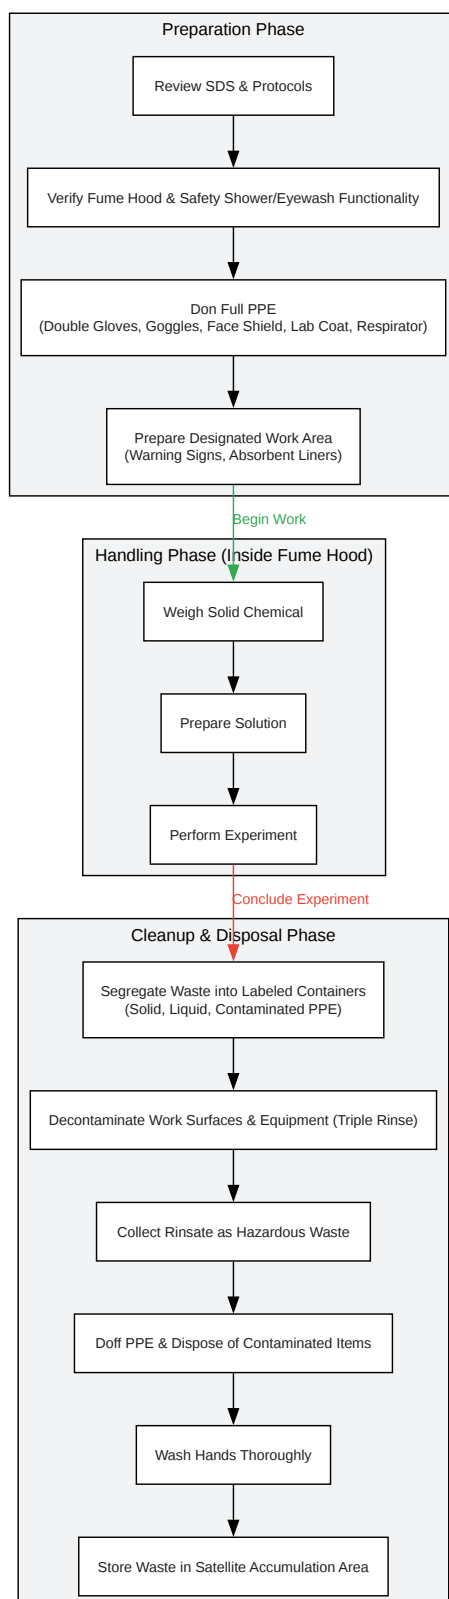 Preparation Phase
Review SDS & Protocols
Verify Fume Hood & Safety Shower/Eyewash Functionality
Don Full PPE
(Double Gloves, Goggles, Face Shield, Lab Coat, Respirator)
Prepare Designated Work Area
(Warning Signs, Absorbent Liners)
Begin Work
Handling Phase (Inside Fume Hood)
Weigh Solid Chemical
Prepare Solution
Perform Experiment
Conclude Experiment
Cleanup & Disposal Phase
Segregate Waste into Labeled Containers
(Solid, Liquid, Contaminated PPE)
Decontaminate Work Surfaces & Equipment (Triple Rinse)
Collect Rinsate as Hazardous Waste
Doff PPE & Dispose of Contaminated Items
Wash Hands Thoroughly
Store Waste in Satellite Accumulation Area